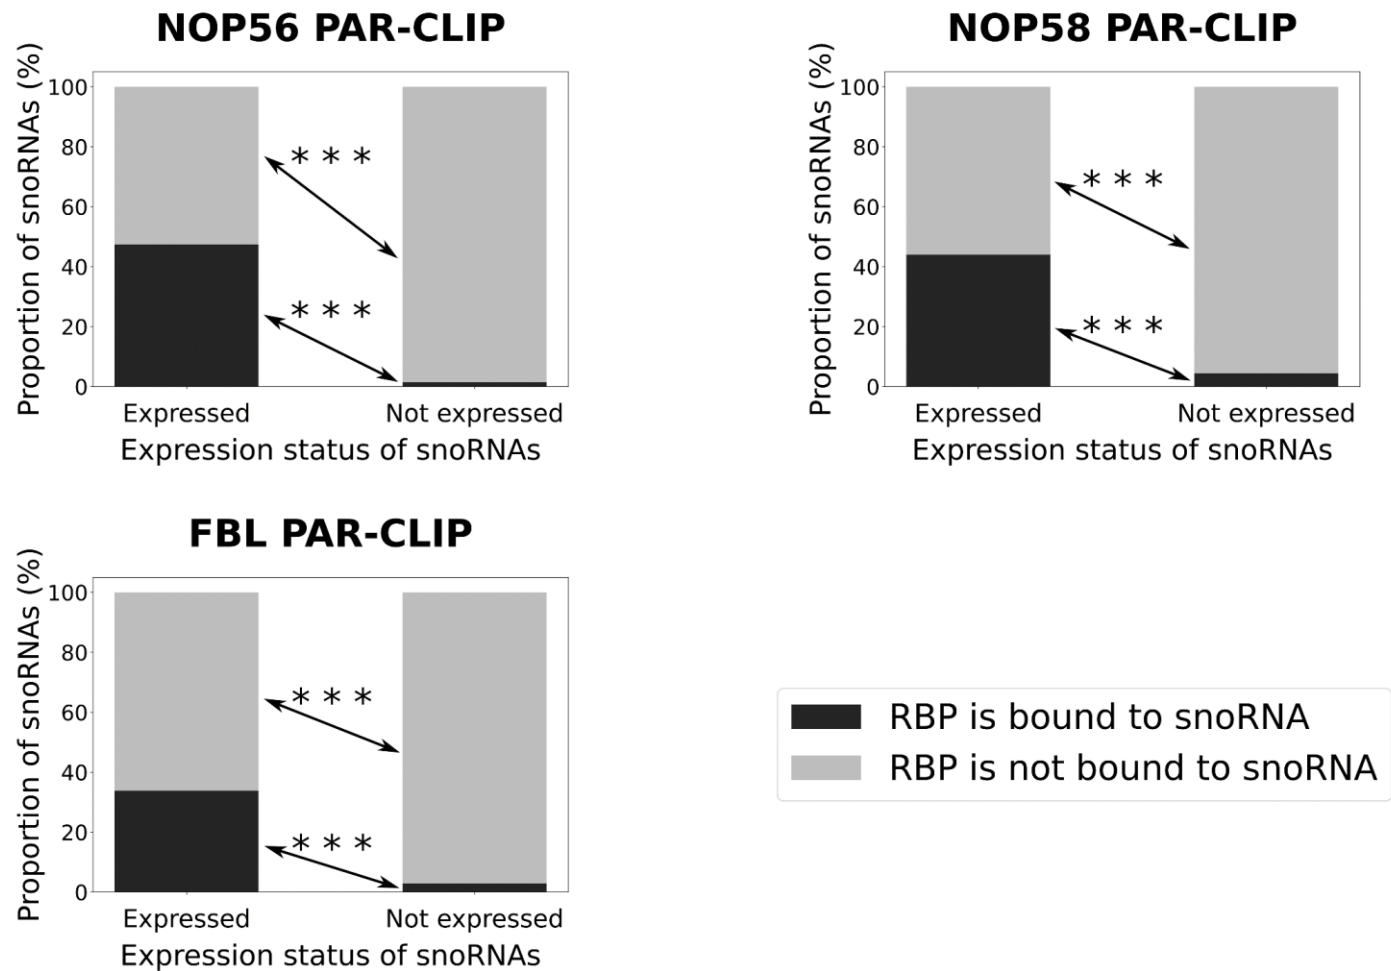 NOP56 PAR-CLIP
Proportion of snoRNAs (%)
100
80
60
40
20
0
* * *
* * *
Expressed
Not expressed
Expression status of snoRNAs
NOP58 PAR-CLIP
Proportion of snoRNAs (%)
100
80
60
40
20
0
* * *
* * *
Expressed
Not expressed
Expression status of snoRNAs
FBL PAR-CLIP
Proportion of snoRNAs (%)
100
80
60
40
20
0
* * *
* * *
Expressed
Not expressed
Expression status of snoRNAs
RBP is bound to snoRNA
RBP is not bound to snoRNA